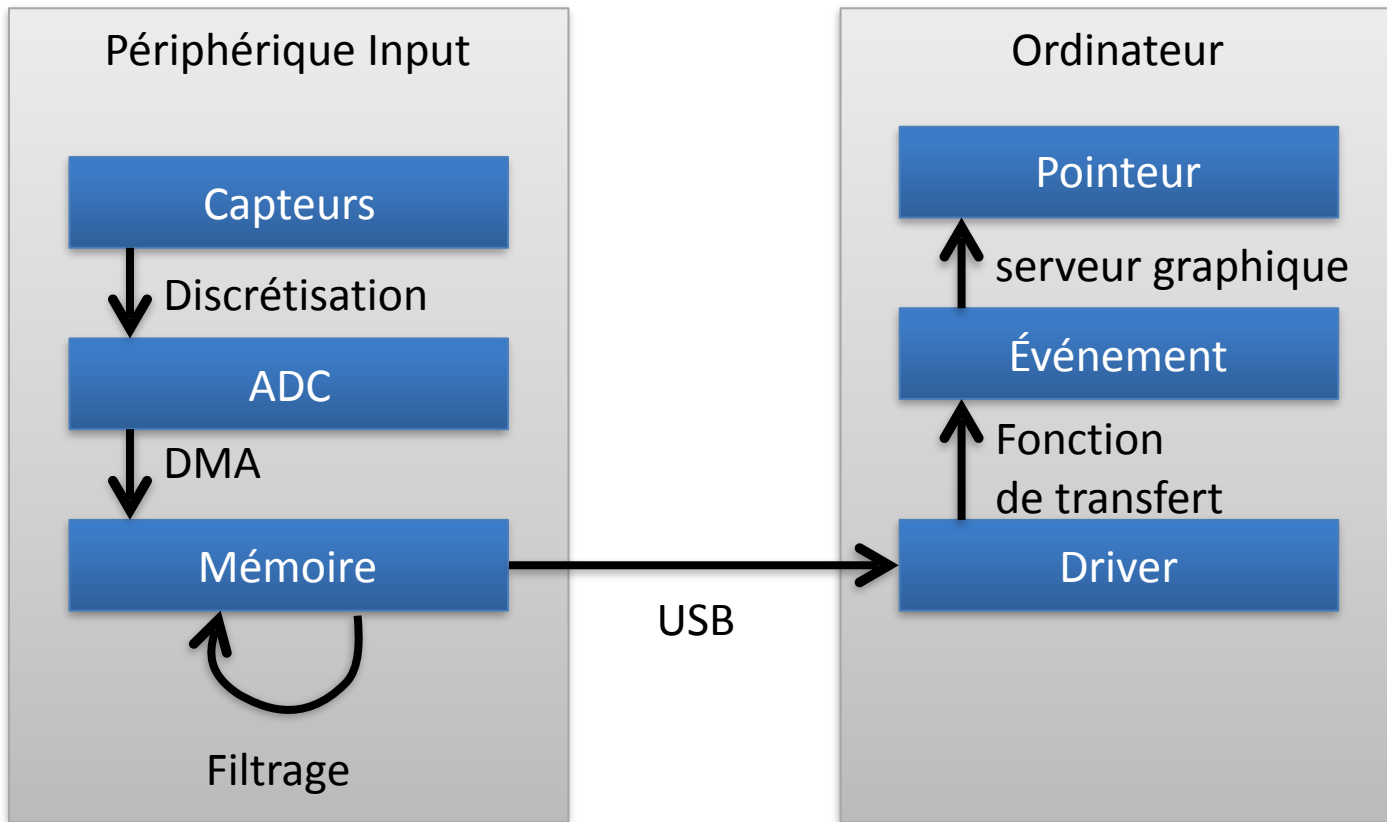 Périphérique Input
Capteurs
Discrétisation
ADC
DMA
Mémoire
Filtrage
USB
Ordinateur
Pointeur
serveur graphique
Événement
Fonction
de transfert
Driver